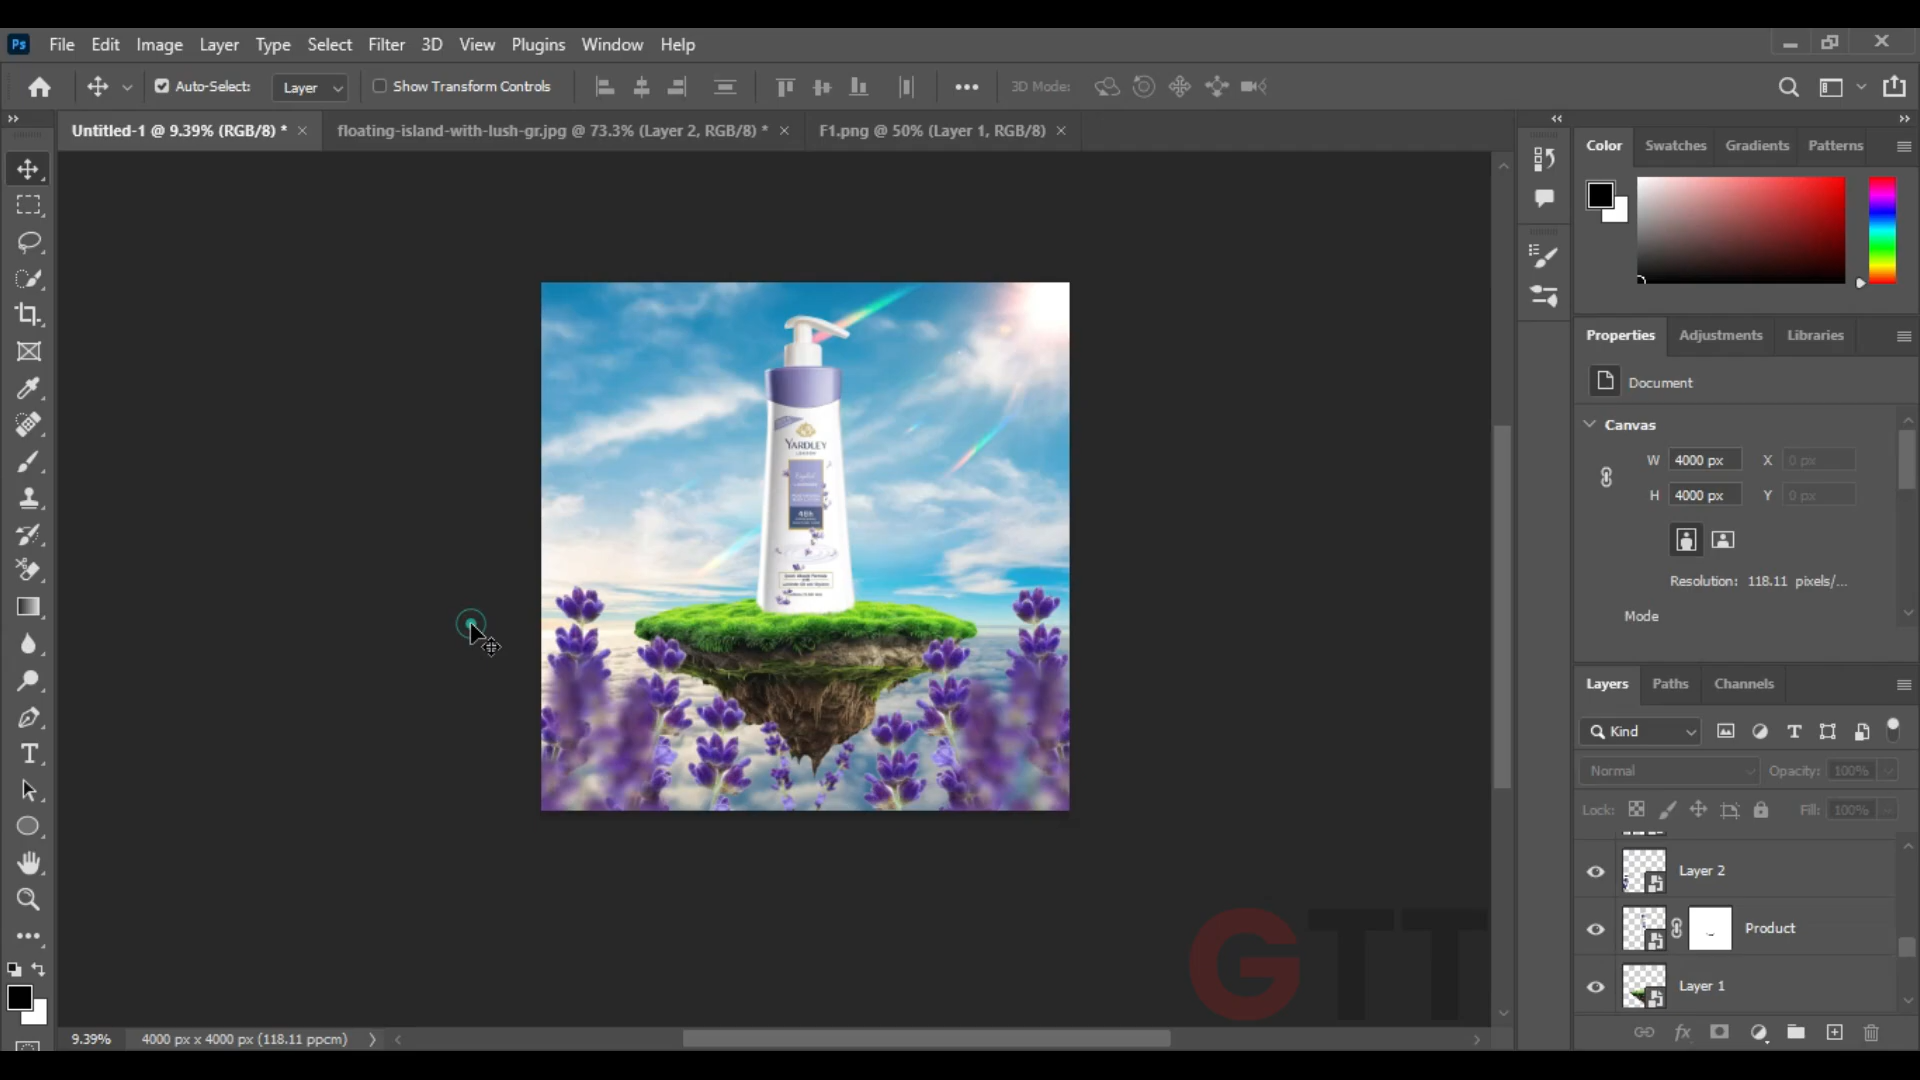 Ps File Edit Image Layer Type Select Filter 3D View Plugins Window Help
Auto-Select: Layer Show Transform Controls 3D Mode:
Untitled-1 @ 9.39% (RGB/8) * floating-island-with-lush-gr.jpg @ 73.3% (Layer 2, RGB/8) * F1.png @ 50% (Layer 1, RGB/8)
Color Swatches Gradients Patterns
Properties Adjustments Libraries
Document
Canvas
W 4000 px X 0 px
H 4000 px Y 0 px
Resolution: 118.11 pixels/...
Mode
YARDLEY
LONDON
48h
Layers Paths Channels
Kind
Normal Opacity: 100%
Lock: Fill: 100%
Layer 2
Product
Layer 1
GTT
9.39% 4000 px x 4000 px (118.11 ppcm)